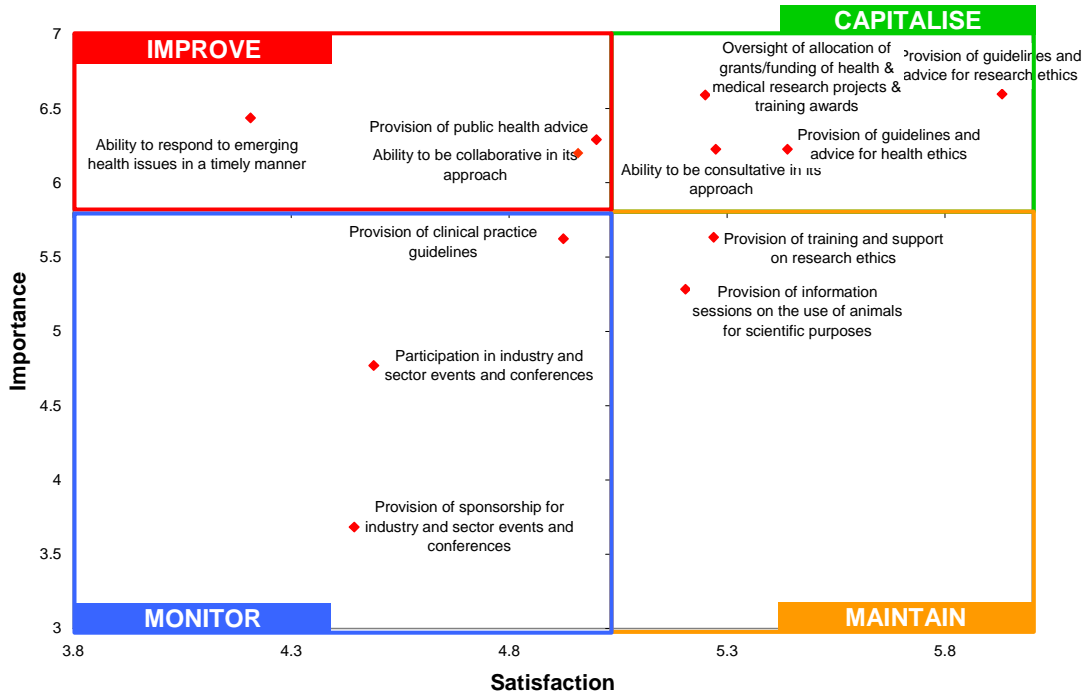 CAPITALISE
7
IMPROVE
Oversight of allocation of
grants/funding of health &
medical research projects &
training awards
Provision of guidelines and
advice for research ethics
6.5
Ability to respond to emerging
health issues in a timely manner
Provision of public health advice
Ability to be collaborative in its
approach
Provision of guidelines and
advice for health ethics
Ability to be consultative in its
approach
6
5.5
Provision of clinical practice
guidelines
Provision of training and support
on research ethics
Provision of information
sessions on the use of animals
for scientific purposes
5
Importance
Participation in industry and
sector events and conferences
4.5
4
Provision of sponsorship for
industry and sector events and
conferences
3.5
MONITOR
MAINTAIN
3
3.8
4.3
4.8
5.3
5.8
Satisfaction